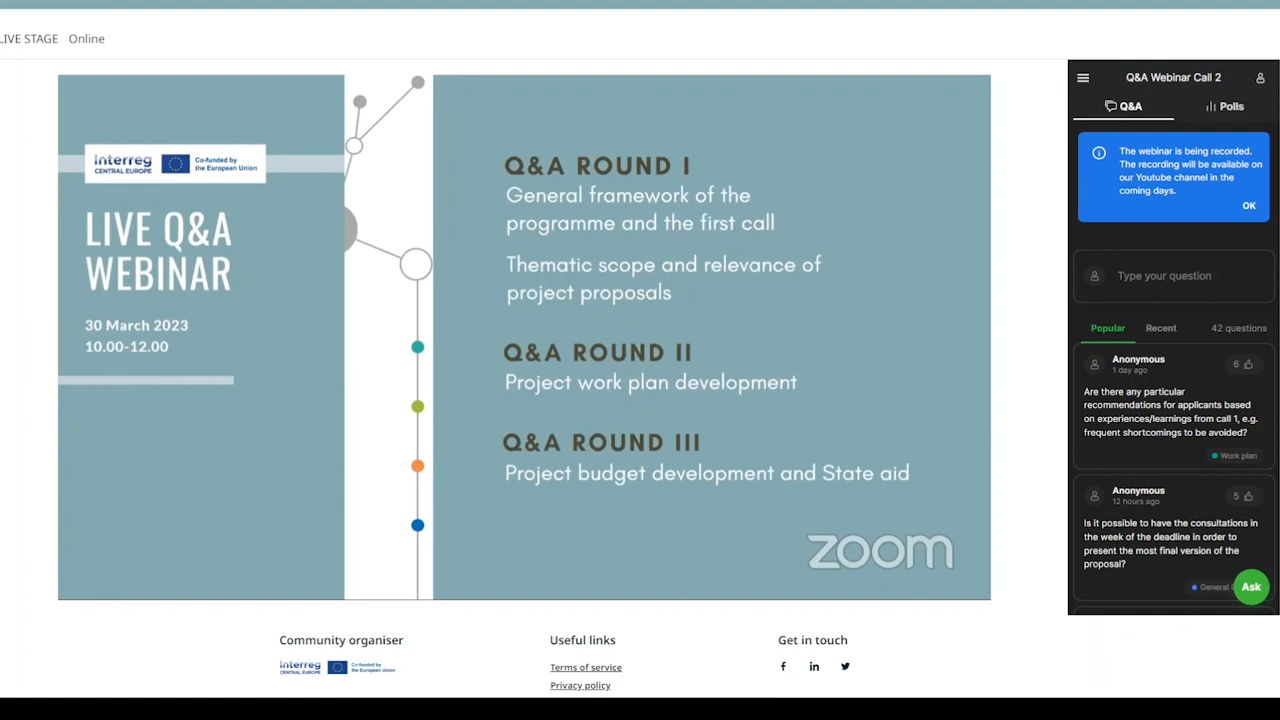 LIVE STAGE Online
Interreg
CENTRAL EUROPE
Co-funded by
the European Union
LIVE Q&A
WEBINAR
30 March 2023
10.00-12.00
Q&A ROUND I
General framework of the
programme and the first call
Thematic scope and relevance of
project proposals
Q&A ROUND II
Project work plan development
Q&A ROUND III
Project budget development and State aid
zoom
Q&A Webinar Call 2
Q&A Polls
The webinar is being recorded.
The recording will be available on
our Youtube channel in the
coming days.
OK
Type your question
Popular Recent 42 questions
Anonymous
1 day ago
6
Are there any particular
recommendations for applicants based
on experiences/learnings from call 1, e.g.
frequent shortcomings to be avoided?
Work plan
Anonymous
12 hours ago
5
Is it possible to have the consultations in
the week of the deadline in order to
present the most final version of the
proposal?
General
Ask
Community organiser
Interreg
CENTRAL EUROPE
Co-funded by
the European Union
Useful links
Terms of service
Privacy policy
Get in touch